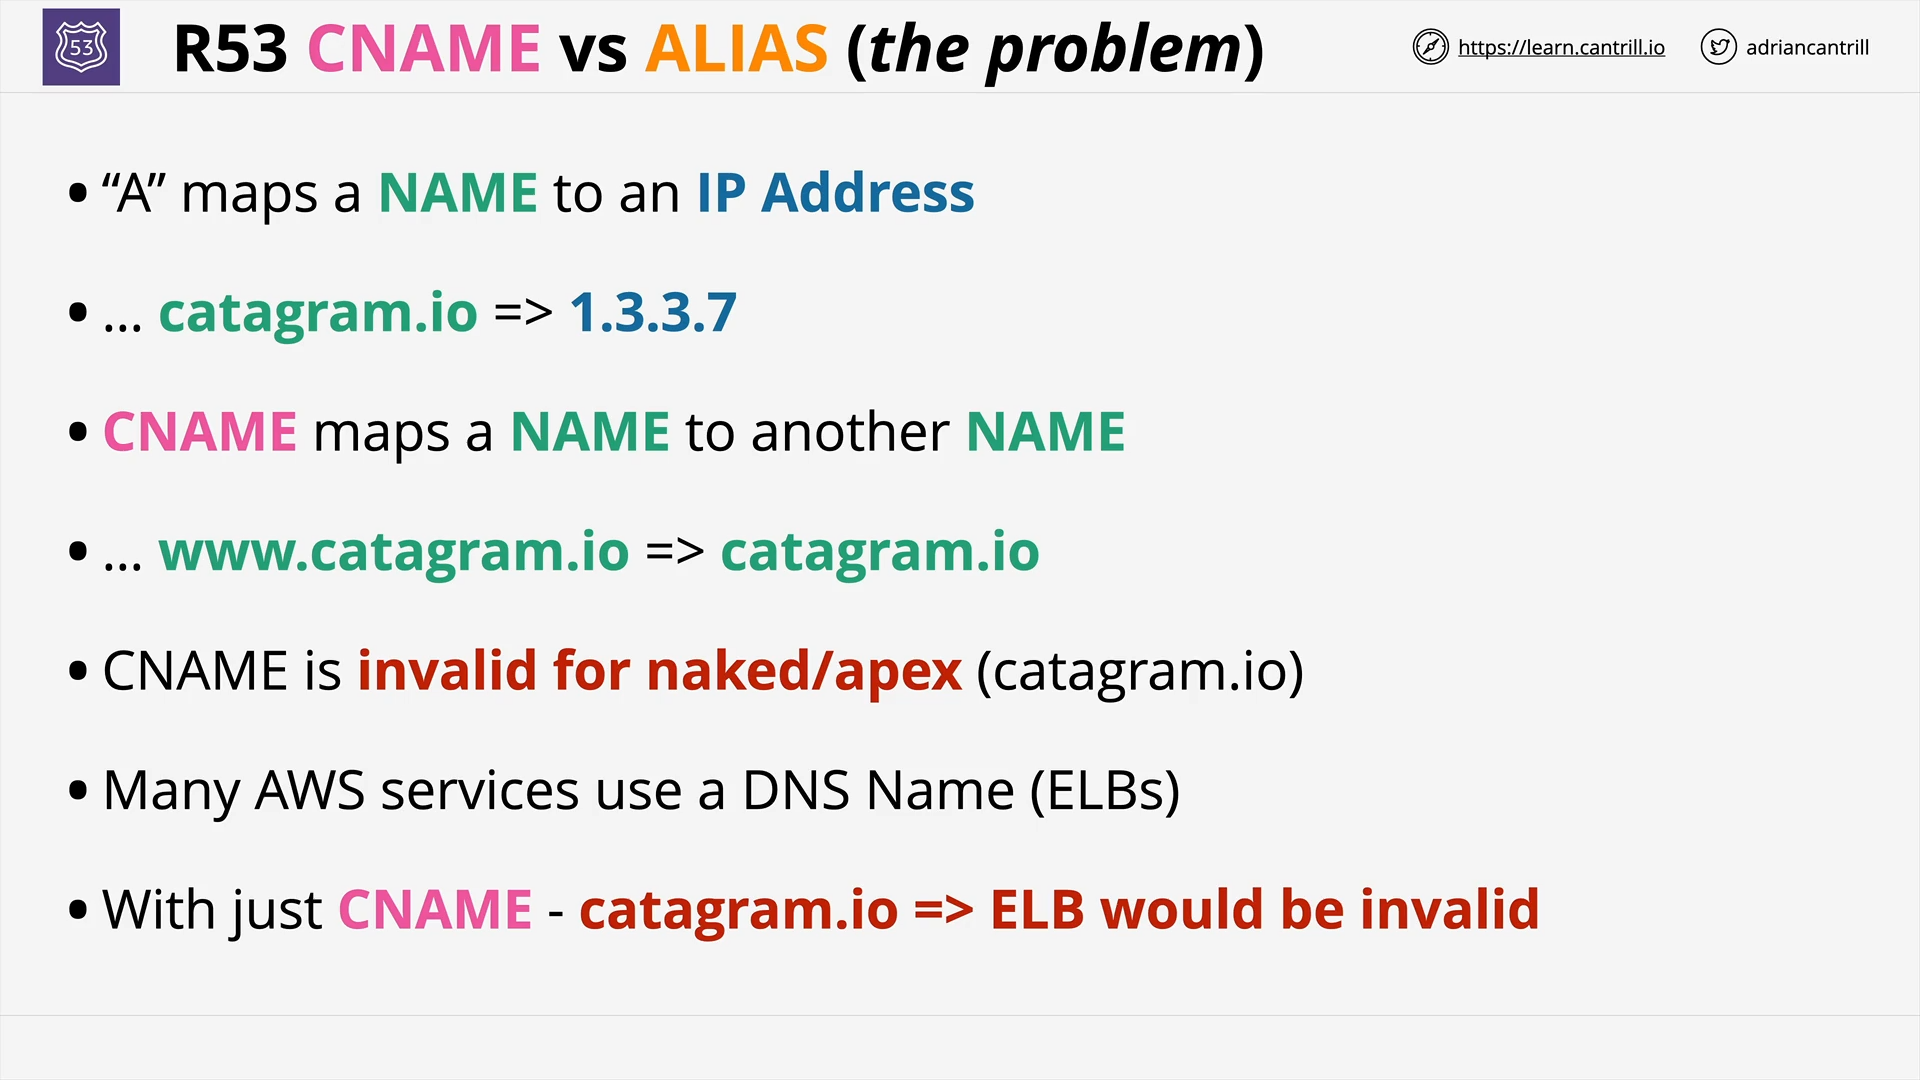 53
R53 CNAME vs ALIAS (the problem)
https://learn.cantrill.io
adriancantrill
• “A” maps a NAME to an IP Address
• ... catagram.io => 1.3.3.7
• CNAME maps a NAME to another NAME
• ... www.catagram.io => catagram.io
• CNAME is invalid for naked/apex (catagram.io)
• Many AWS services use a DNS Name (ELBs)
• With just CNAME - catagram.io => ELB would be invalid